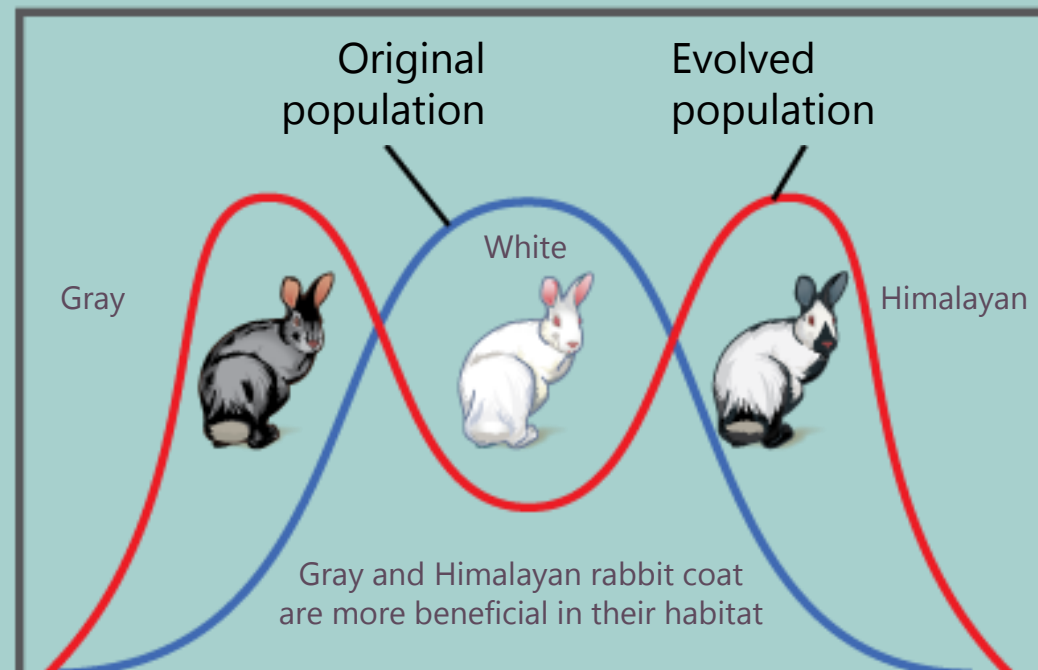 Original
population
Evolved
population
White
Gray
Himalayan
Gray and Himalayan rabbit coat
are more beneficial in their habitat